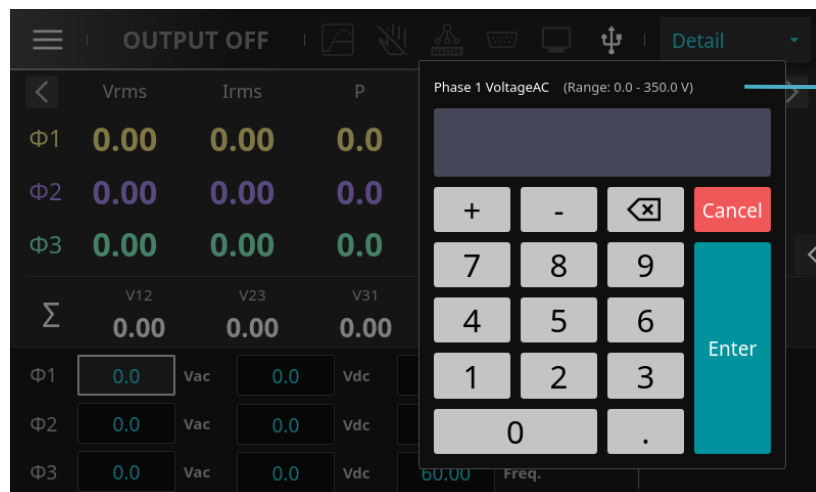 OUTPUT OFF MASTER Detail
Vrms Irms P
Φ1 0.00 0.00 0.0
Φ2 0.00 0.00 0.0
Φ3 0.00 0.00 0.0
V12 V23 V31
Σ 0.00 0.00 0.00
Φ1 0.0 Vac 0.0 Vdc
Φ2 0.0 Vac 0.0 Vdc
Φ3 0.0 Vac 0.0 Vdc 60.00 Freq.
Phase 1 VoltageAC (Range: 0.0 - 350.0 V)
+ - Cancel
7 8 9
4 5 6
Enter
1 2 3
0 .